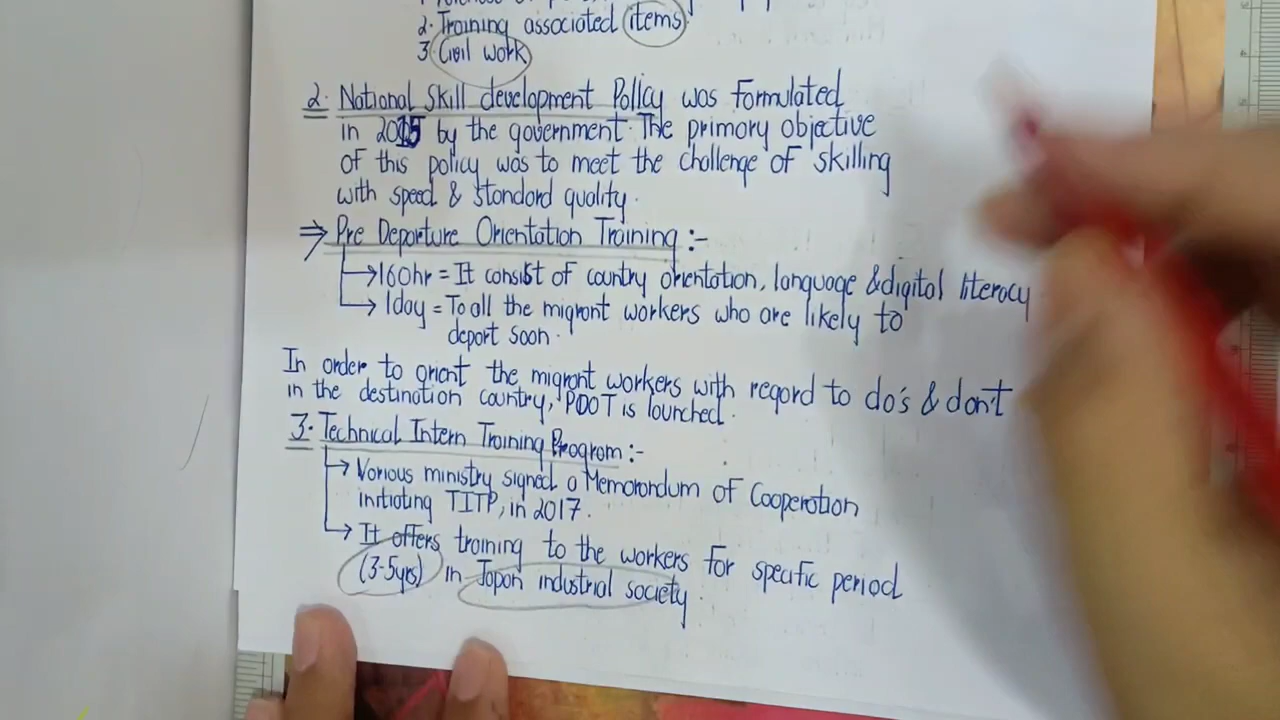 2. Training associated items
3. Civil work
2. National Skill development Policy was formulated
in 2015 by the government. The primary objective
of this policy was to meet the challenge of skilling
with speed & standard quality.
⇒ Pre Departure Orientation Training :-
→ 160hr = It consist of country orientation, language & digital literacy
→ 1day = To all the migrant workers who are likely to
depart soon.
In order to orient the migrant workers with regard to do's & don't
in the destination country, PDOT is launched.
3. Technical Intern Training Program :-
→ Various ministry signed a Memorandum of Cooperation
initiating TITP, in 2017.
→ It offers training to the workers for specific period
(3-5yrs) in Japan industrial society.